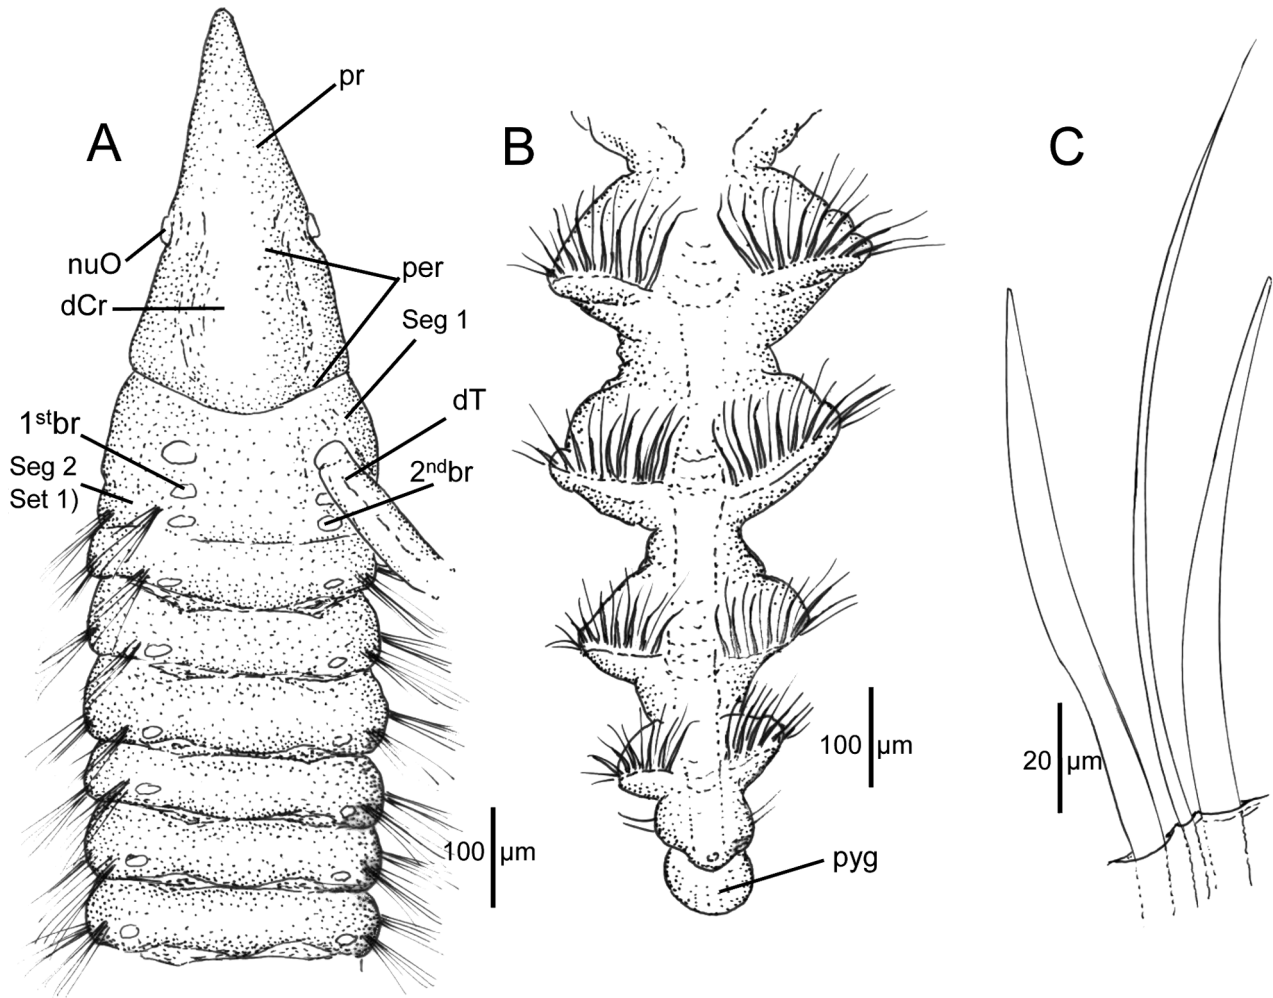 A
pr
nuO
dCr
per
Seg 1
1stbr
dT
Seg 2
Set 1)
2ndbr
100 µm
B
100 µm
pyg
C
20 µm